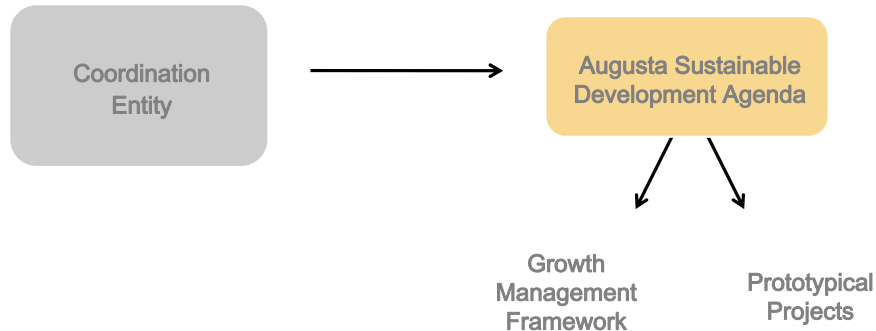 Coordination
Entity
Augusta Sustainable
Development Agenda
Growth
Management
Framework
Prototypical
Projects